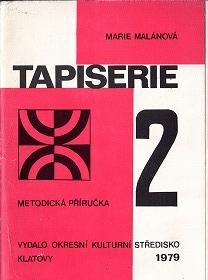 MARIE MALÁNOVÁ
TAPISERIE
2
METODICKÁ PŘÍRUČKA
VYDALO OKRESNÍ KULTURNÍ STŘEDISKO
KLATOVY 1979